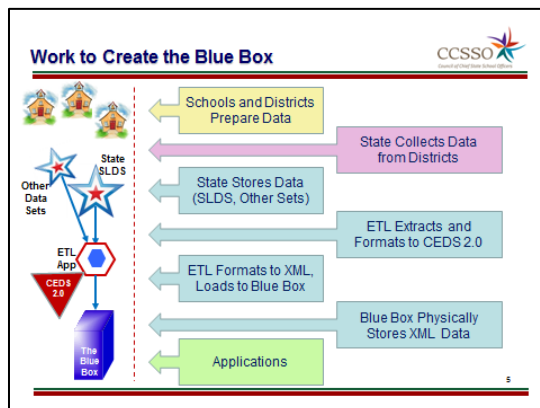 Work to Create the Blue Box
CCSSO
Council of Chief State School Officers
Schools and Districts
Prepare Data
State Collects Data
from Districts
State
SLDS
Other
Data
Sets
State Stores Data
(SLDS, Other Sets)
ETL Extracts and
Formats to CEDS 2.0
ETL
App
CEDS
2.0
ETL Formats to XML,
Loads to Blue Box
Blue Box Physically
Stores XML Data
The
Blue
Box
Applications
5